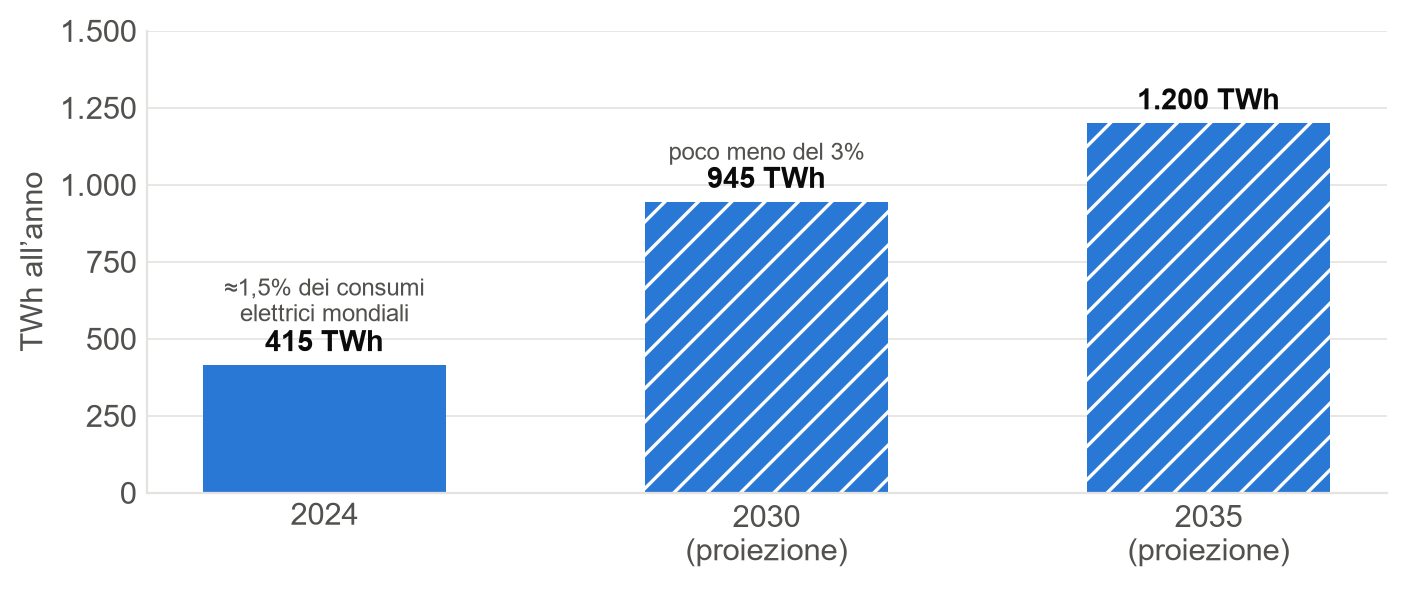 TWh all’anno
1.500
1.250
1.000
750
500
250
0
≈1,5% dei consumi
elettrici mondiali
415 TWh
poco meno del 3%
945 TWh
1.200 TWh
2024
2030
(proiezione)
2035
(proiezione)